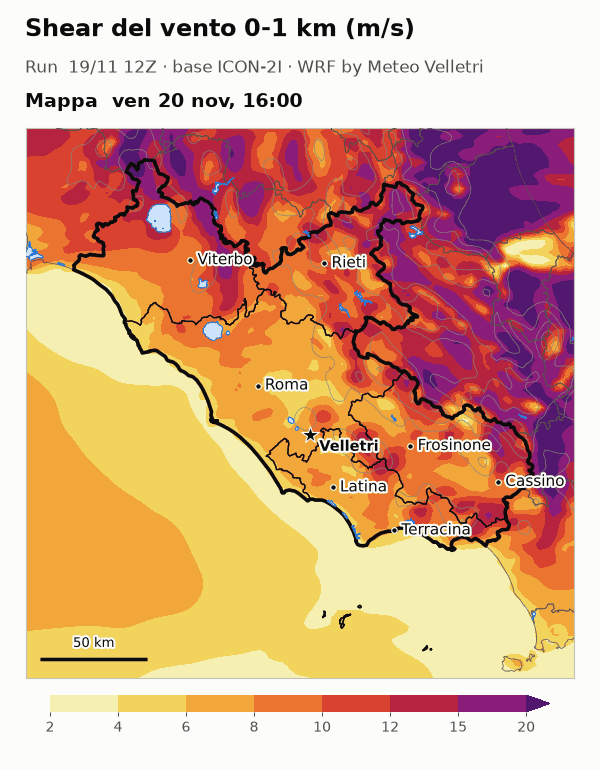 Shear del vento 0-1 km (m/s)
Run  19/11 12Z · base ICON-2I · WRF by Meteo Velletri
Mappa  ven 20 nov, 16:00
Viterbo
Rieti
Roma
Velletri
Frosinone
Latina
Cassino
Terracina
50 km
2 4 6 8 10 12 15 20